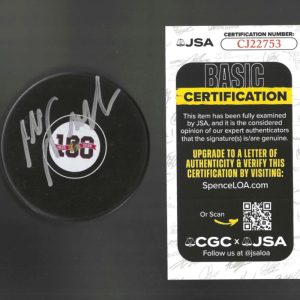 100
JSA
CERTIFICATION NUMBER:
CJ22753
BASIC
CERTIFICATION
This item has been fully examined
by JSA, and it is the considered
opinion of our expert authenticators
that the signature(s) is/are genuine.
UPGRADE TO A LETTER OF
AUTHENTICITY & VERIFY THIS
CERTIFICATION BY VISITING:
SpenceLOA.com
Or Scan
CGC x JSA
Find us at @jsaloa